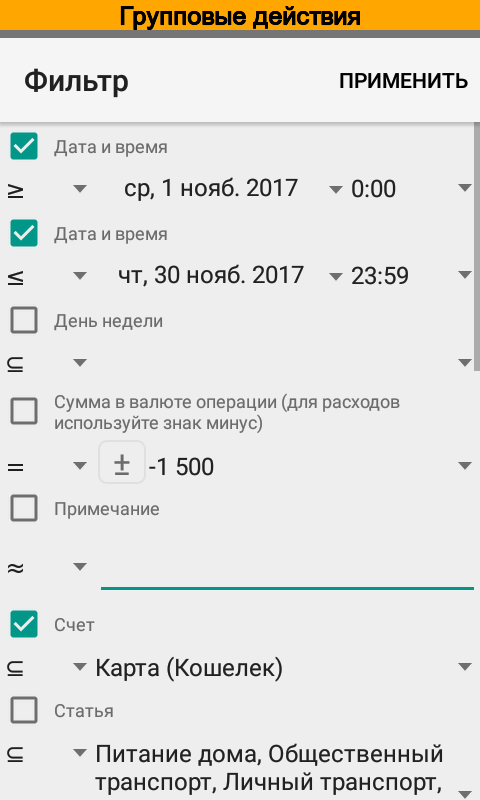 Групповые действия
Фильтр ПРИМЕНИТЬ
Дата и время
≥ ср, 1 нояб. 2017 0:00
Дата и время
≤ чт, 30 нояб. 2017 23:59
День недели
⊆
Сумма в валюте операции (для расходов
используйте знак минус)
= ± -1 500
Примечание
≈
Счет
⊆ Карта (Кошелек)
Статья
⊆ Питание дома, Общественный
транспорт, Личный транспорт,